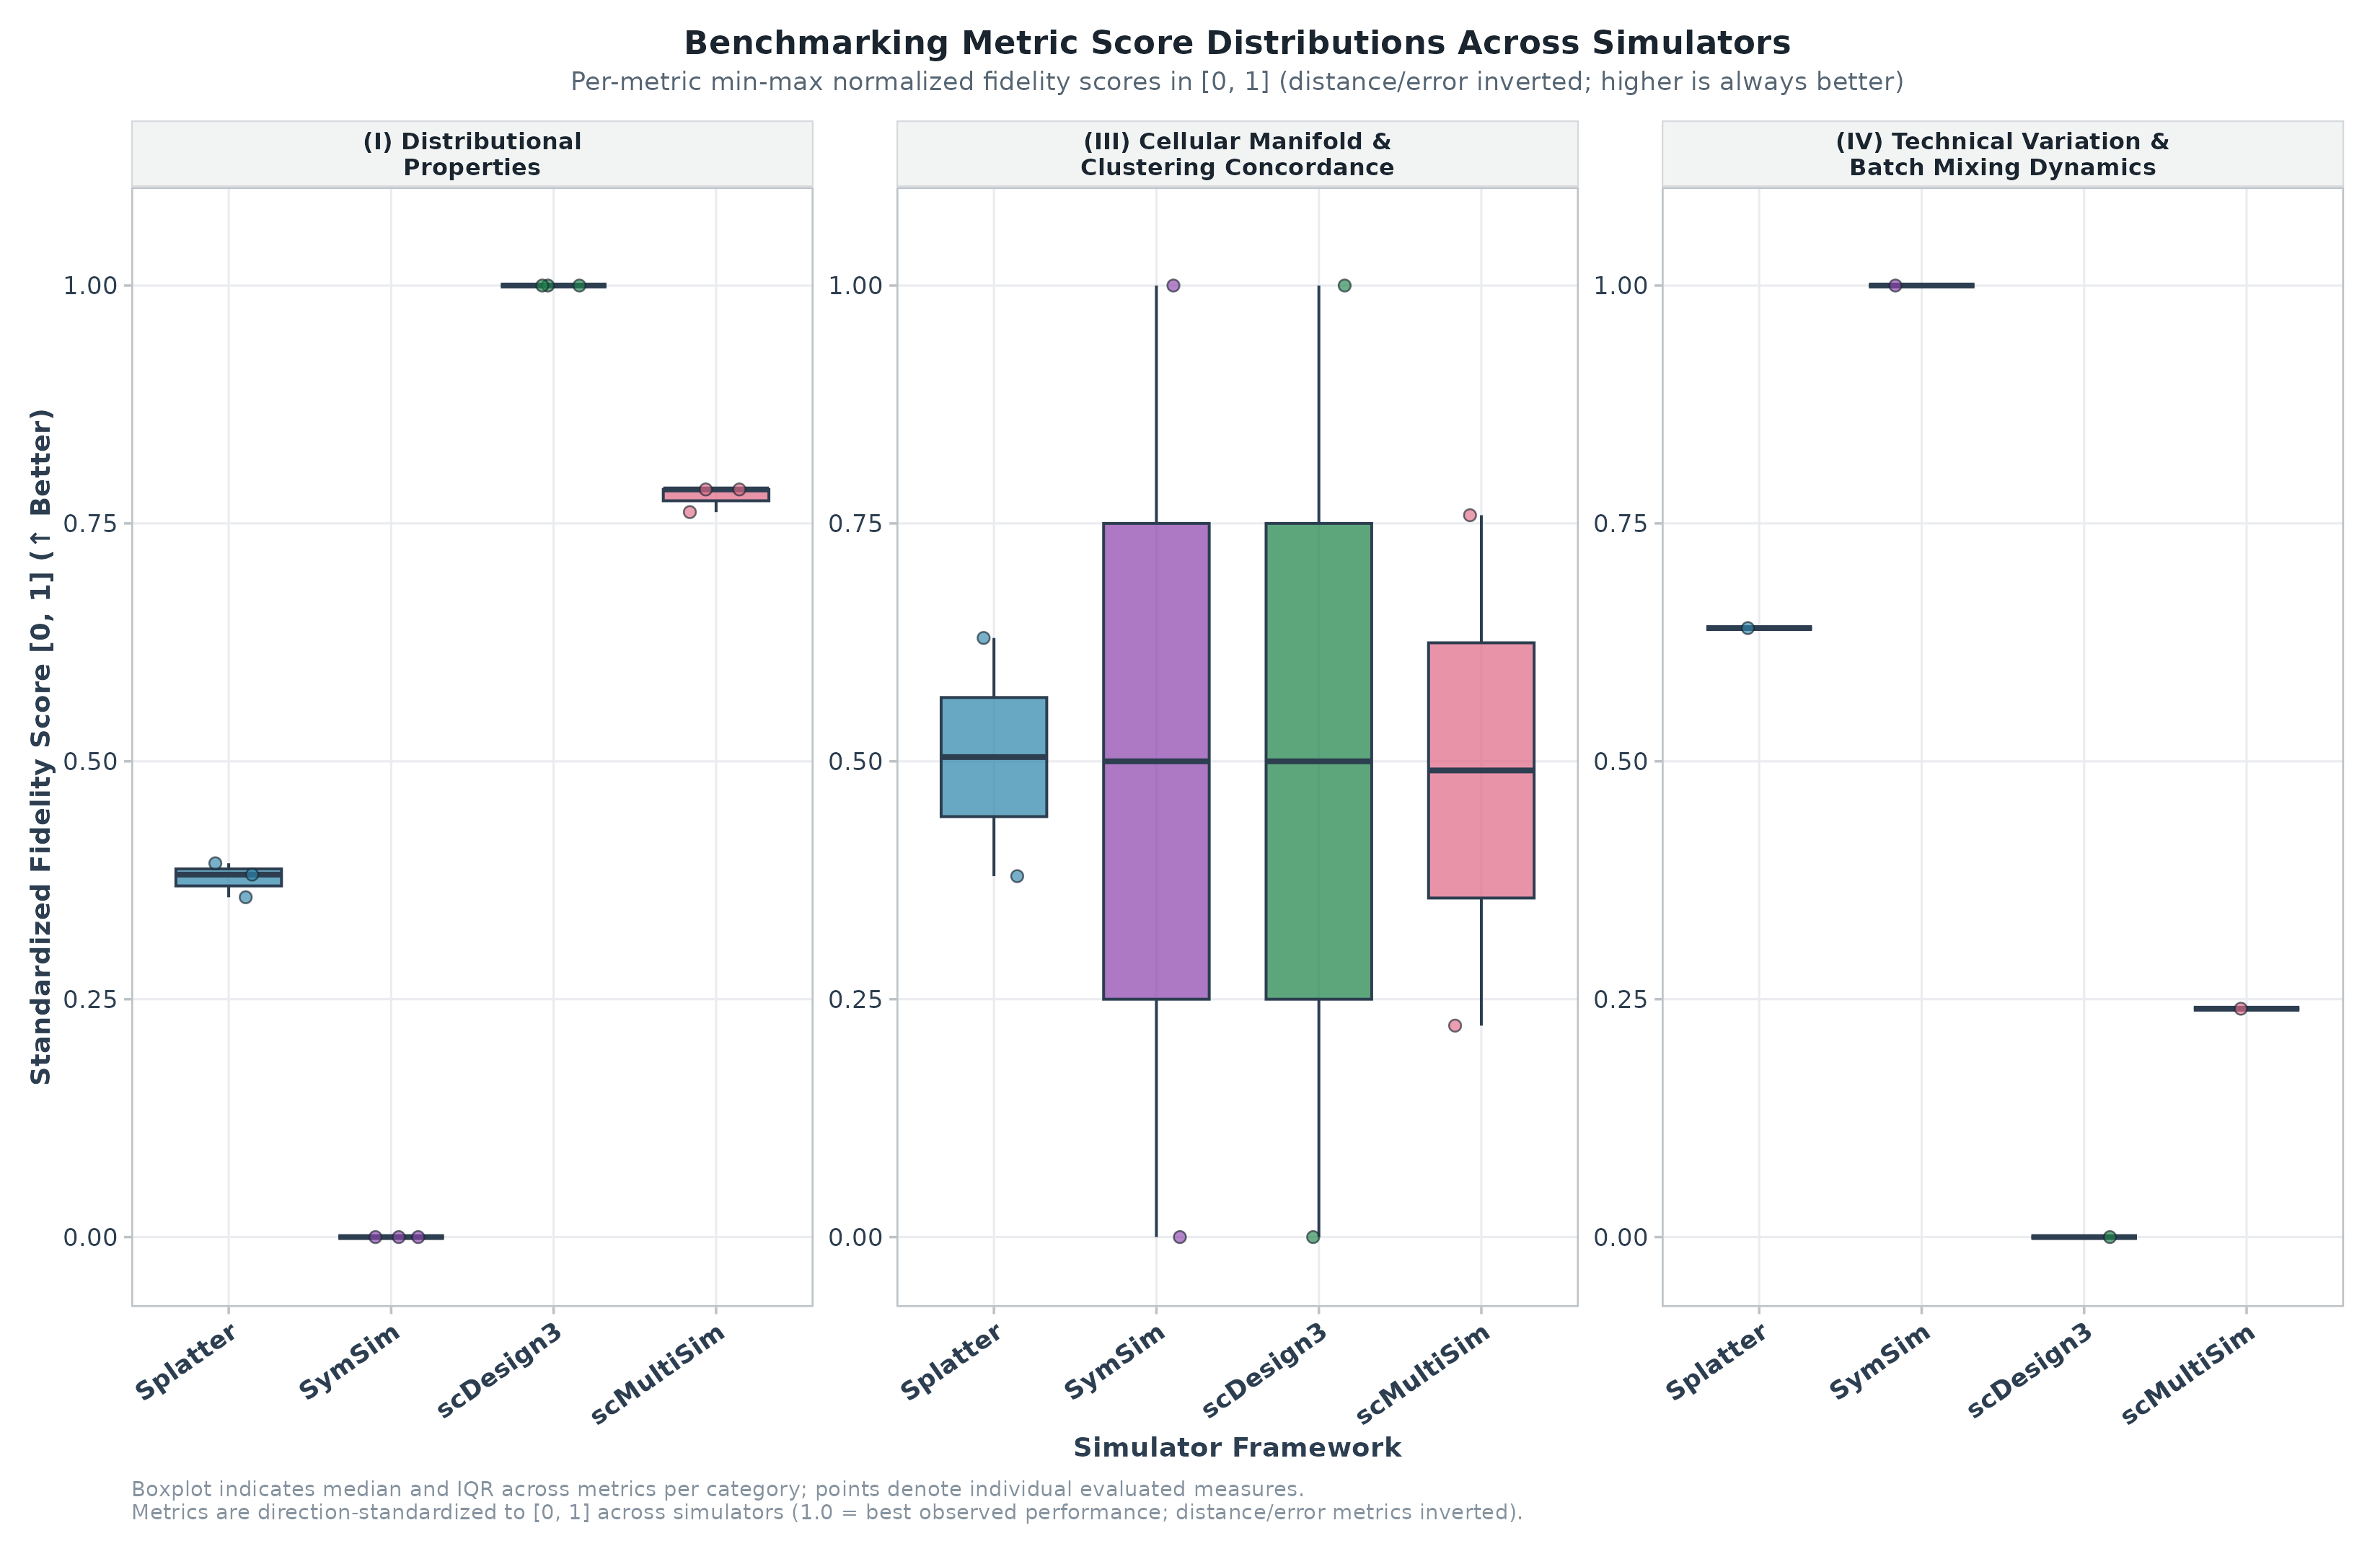 Benchmarking Metric Score Distributions Across Simulators
Per-metric min-max normalized fidelity scores in [0, 1] (distance/error inverted; higher is always better)
Standardized Fidelity Score [0, 1] (↑ Better)
(I) Distributional
Properties
1.00
0.75
0.50
0.25
0.00
Splatter
SymSim
scDesign3
scMultiSim
(III) Cellular Manifold &
Clustering Concordance
1.00
0.75
0.50
0.25
0.00
Splatter
SymSim
scDesign3
scMultiSim
(IV) Technical Variation &
Batch Mixing Dynamics
1.00
0.75
0.50
0.25
0.00
Splatter
SymSim
scDesign3
scMultiSim
Simulator Framework
Boxplot indicates median and IQR across metrics per category; points denote individual evaluated measures.
Metrics are direction-standardized to [0, 1] across simulators (1.0 = best observed performance; distance/error metrics inverted).